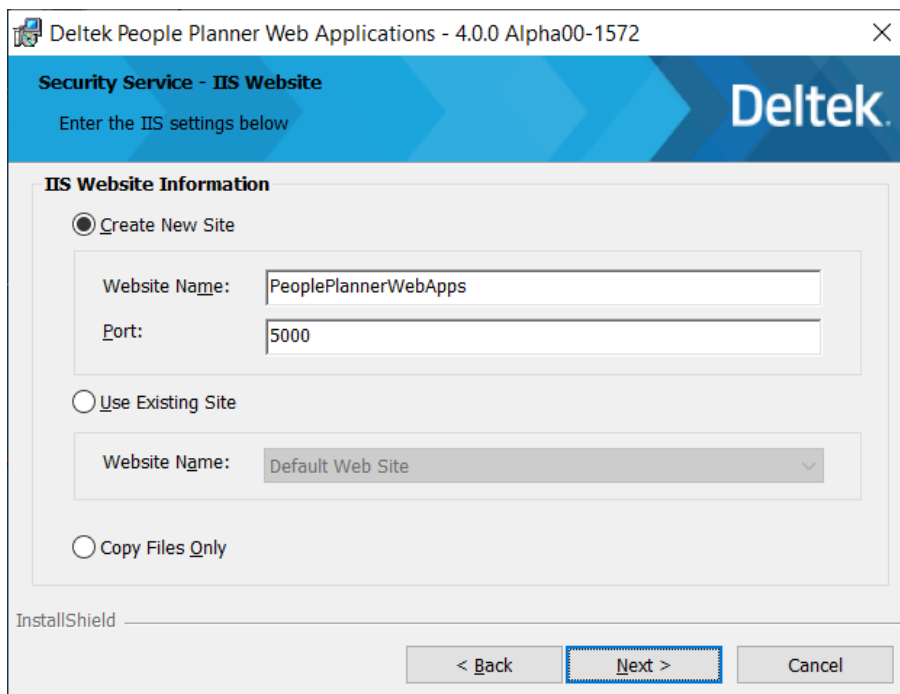 Deltek People Planner Web Applications - 4.0.0 Alpha00-1572
Security Service - IIS Website
Enter the IIS settings below
Deltek.
IIS Website Information
Create New Site
Website Name: PeoplePlannerWebApps
Port: 5000
Use Existing Site
Website Name: Default Web Site
Copy Files Only
InstallShield
< Back Next > Cancel